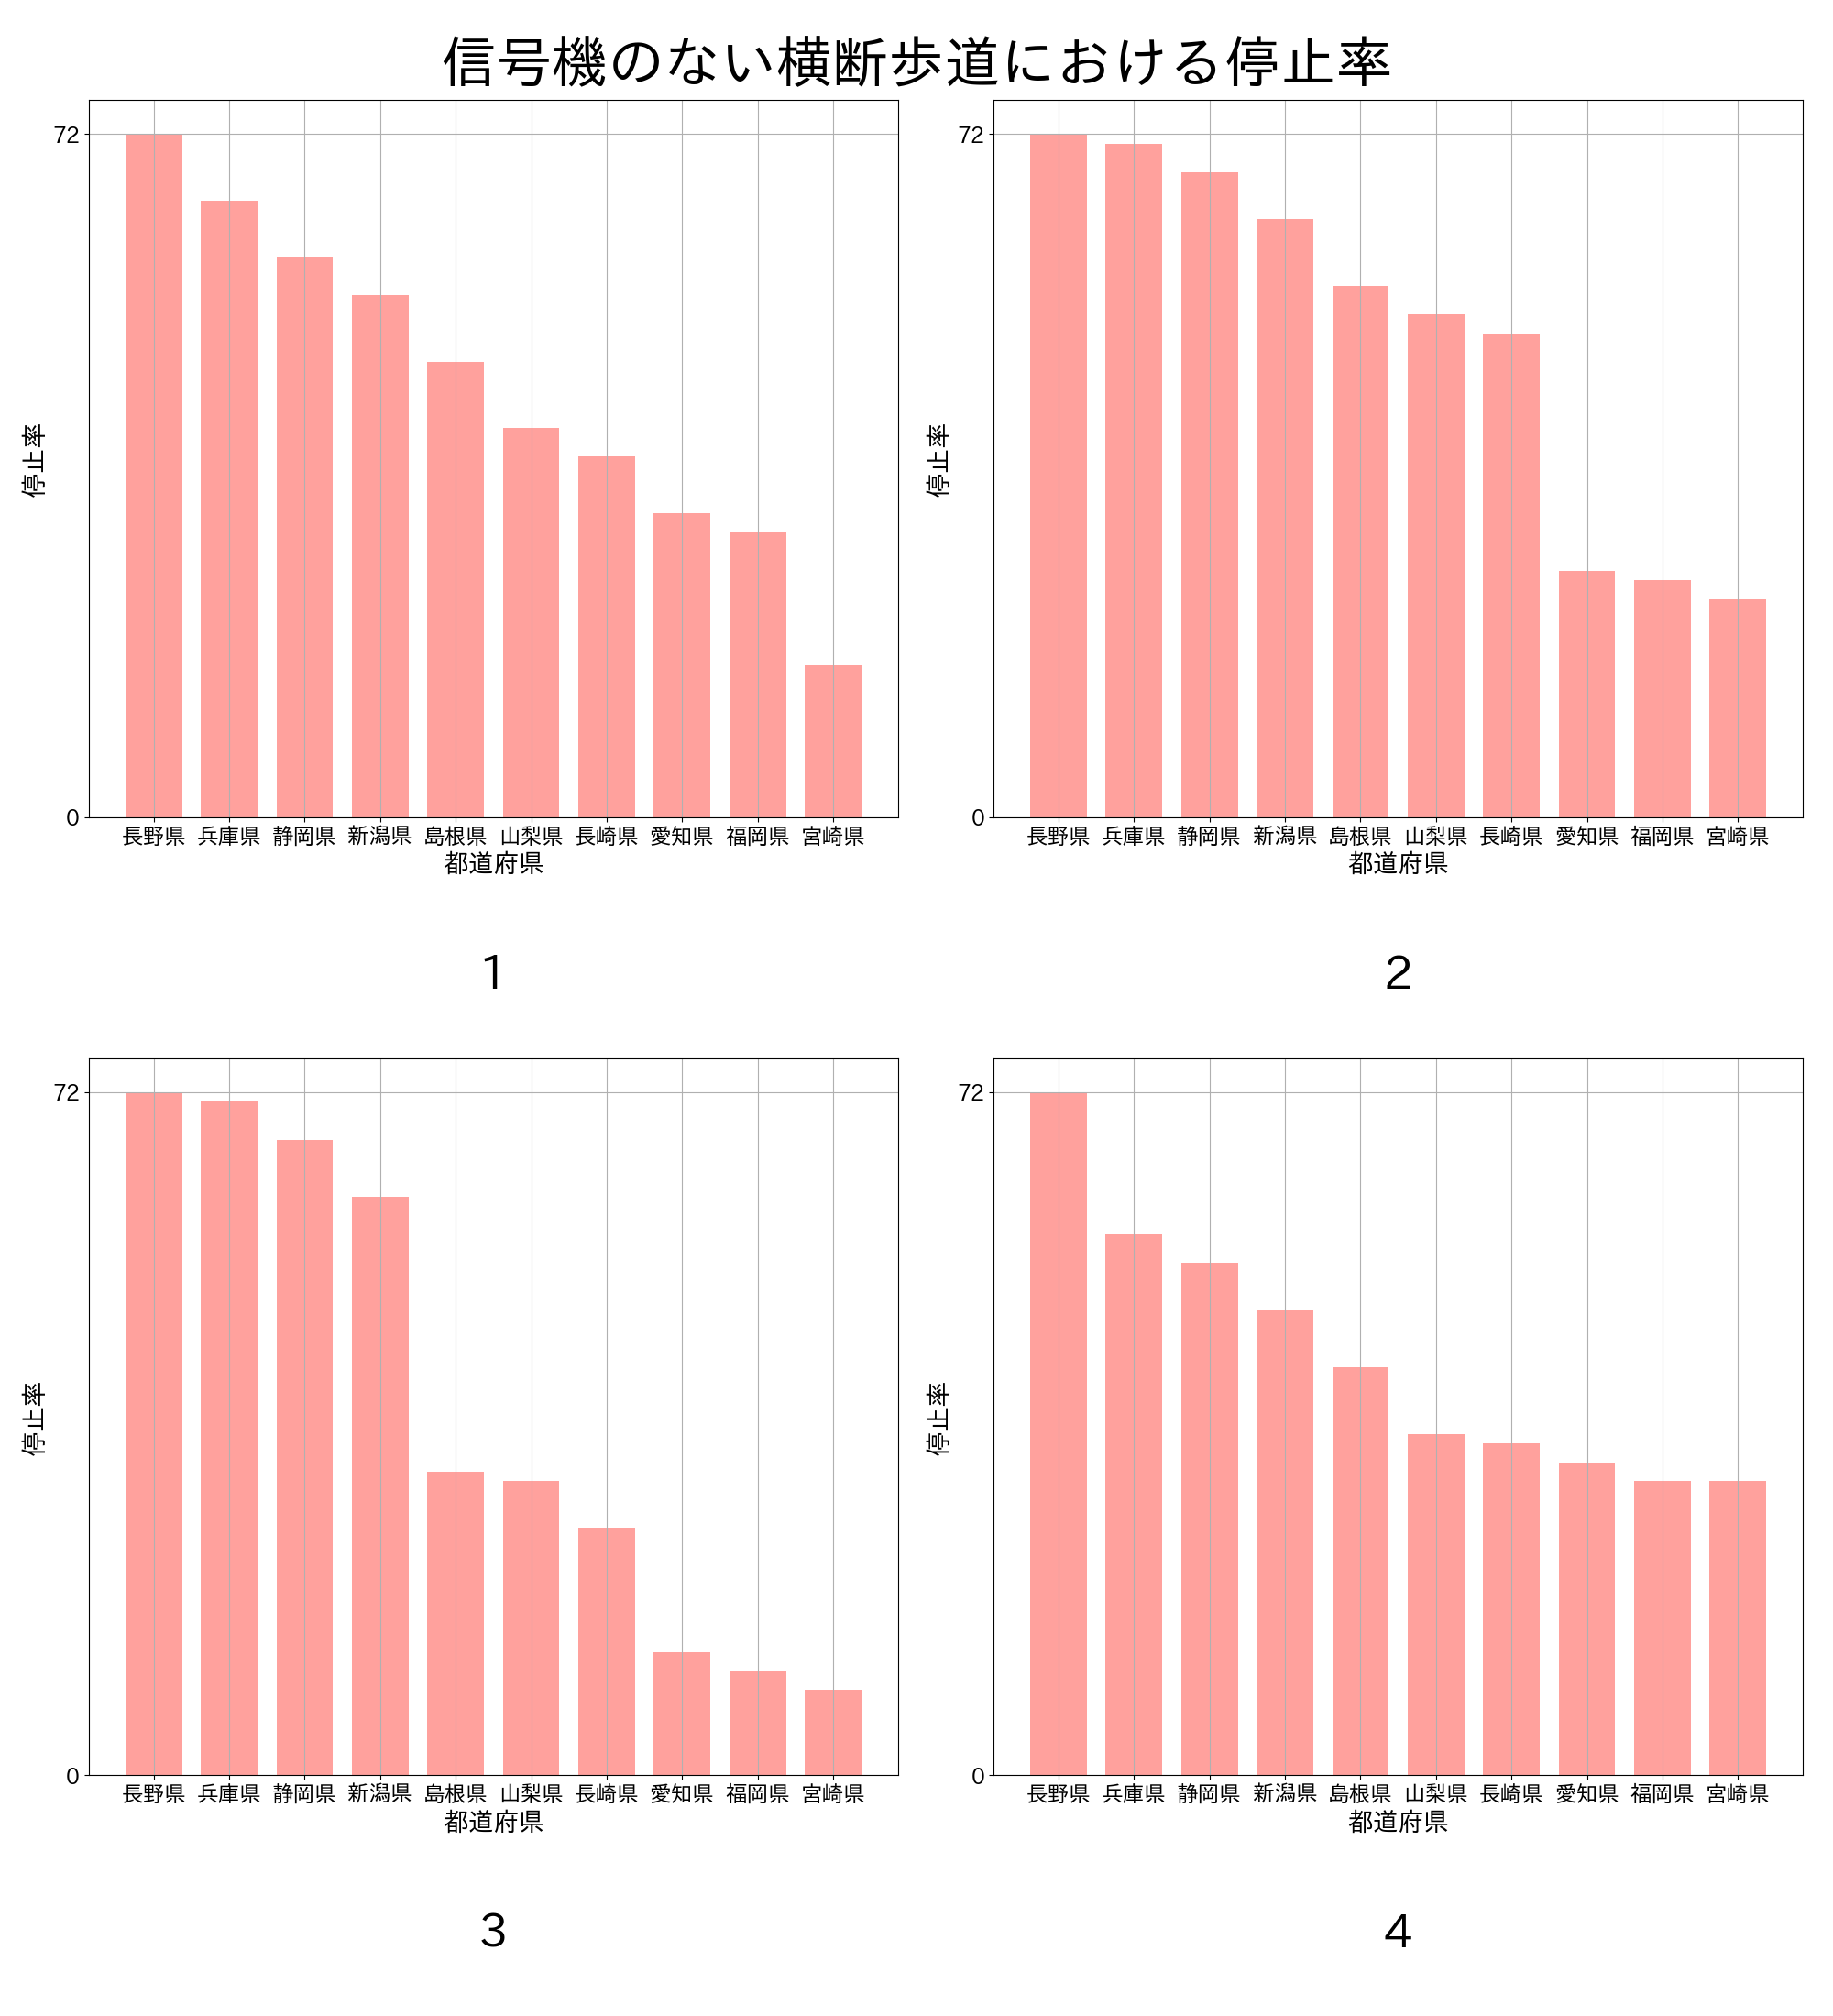 信号機のない横断歩道における停止率
72
0
停止率
長野県 兵庫県 静岡県 新潟県 島根県 山梨県 長崎県 愛知県 福岡県 宮崎県
都道府県
1
72
0
停止率
長野県 兵庫県 静岡県 新潟県 島根県 山梨県 長崎県 愛知県 福岡県 宮崎県
都道府県
2
72
0
停止率
長野県 兵庫県 静岡県 新潟県 島根県 山梨県 長崎県 愛知県 福岡県 宮崎県
都道府県
3
72
0
停止率
長野県 兵庫県 静岡県 新潟県 島根県 山梨県 長崎県 愛知県 福岡県 宮崎県
都道府県
4